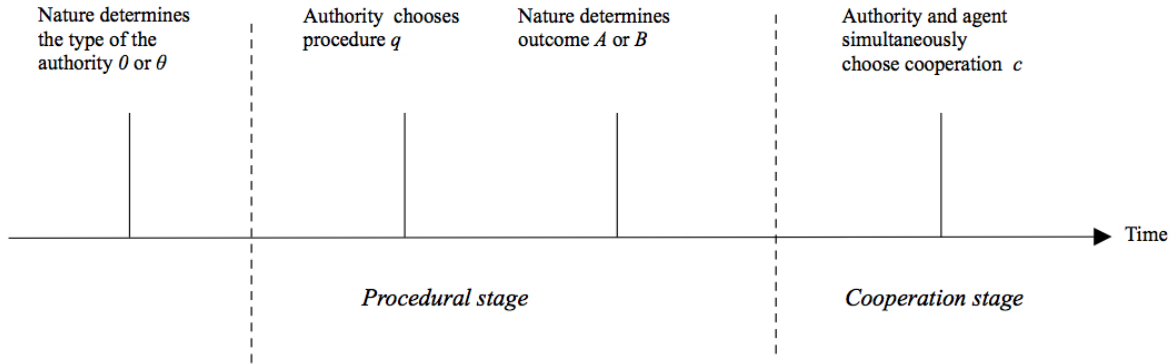 Nature determines
the type of the
authority 0 or θ
Authority chooses
procedure q
Nature determines
outcome A or B
Authority and agent
simultaneously
choose cooperation c
Time
Procedural stage
Cooperation stage